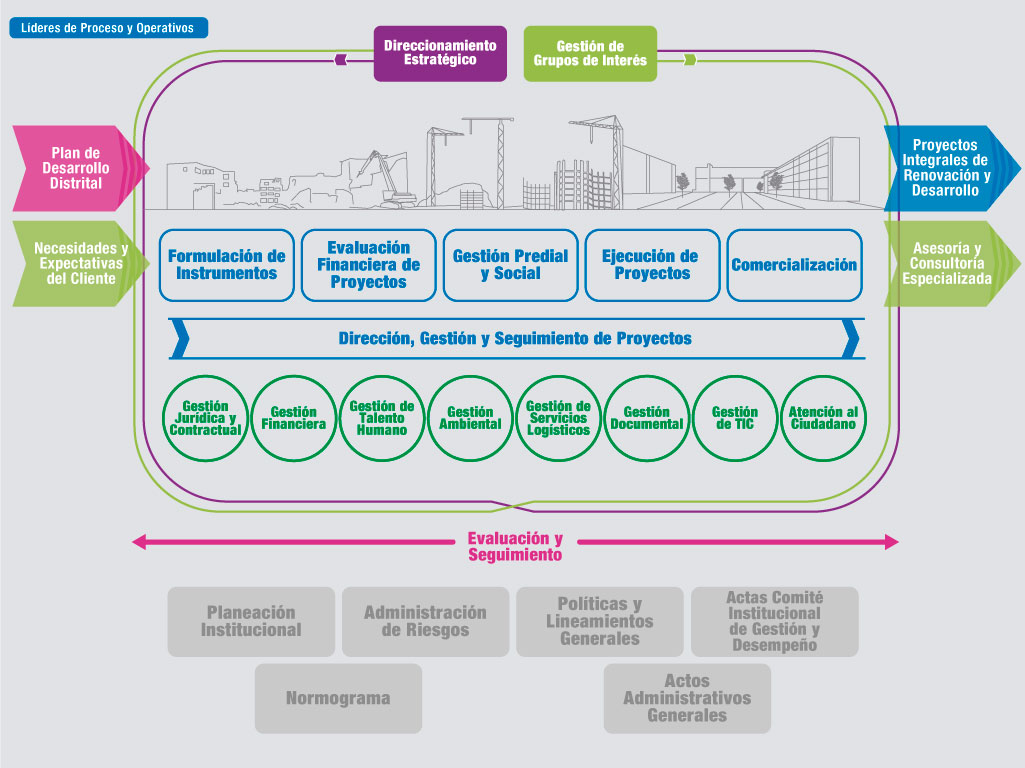 Líderes de Proceso y Operativos
Direccionamiento
Estratégico
Gestión de
Grupos de Interés
Plan de
Desarrollo
Distrital
Proyectos
Integrales de
Renovación y
Desarrollo
Necesidades y
Expectativas
del Cliente
Asesoría y
Consultoría
Especializada
Formulación de
Instrumentos
Evaluación
Financiera de
Proyectos
Gestión Predial
y Social
Ejecución de
Proyectos
Comercialización
Dirección, Gestión y Seguimiento de Proyectos
Gestión
Jurídica y
Contractual
Gestión
Financiera
Gestión de
Talento
Humano
Gestión
Ambiental
Gestión de
Servicios
Logísticos
Gestión
Documental
Gestión
de TIC
Atención al
Ciudadano
Evaluación y
Seguimiento
Planeación
Institucional
Administración
de Riesgos
Políticas y
Lineamientos
Generales
Actas Comité
Institucional
de Gestión y
Desempeño
Normograma
Actos
Administrativos
Generales